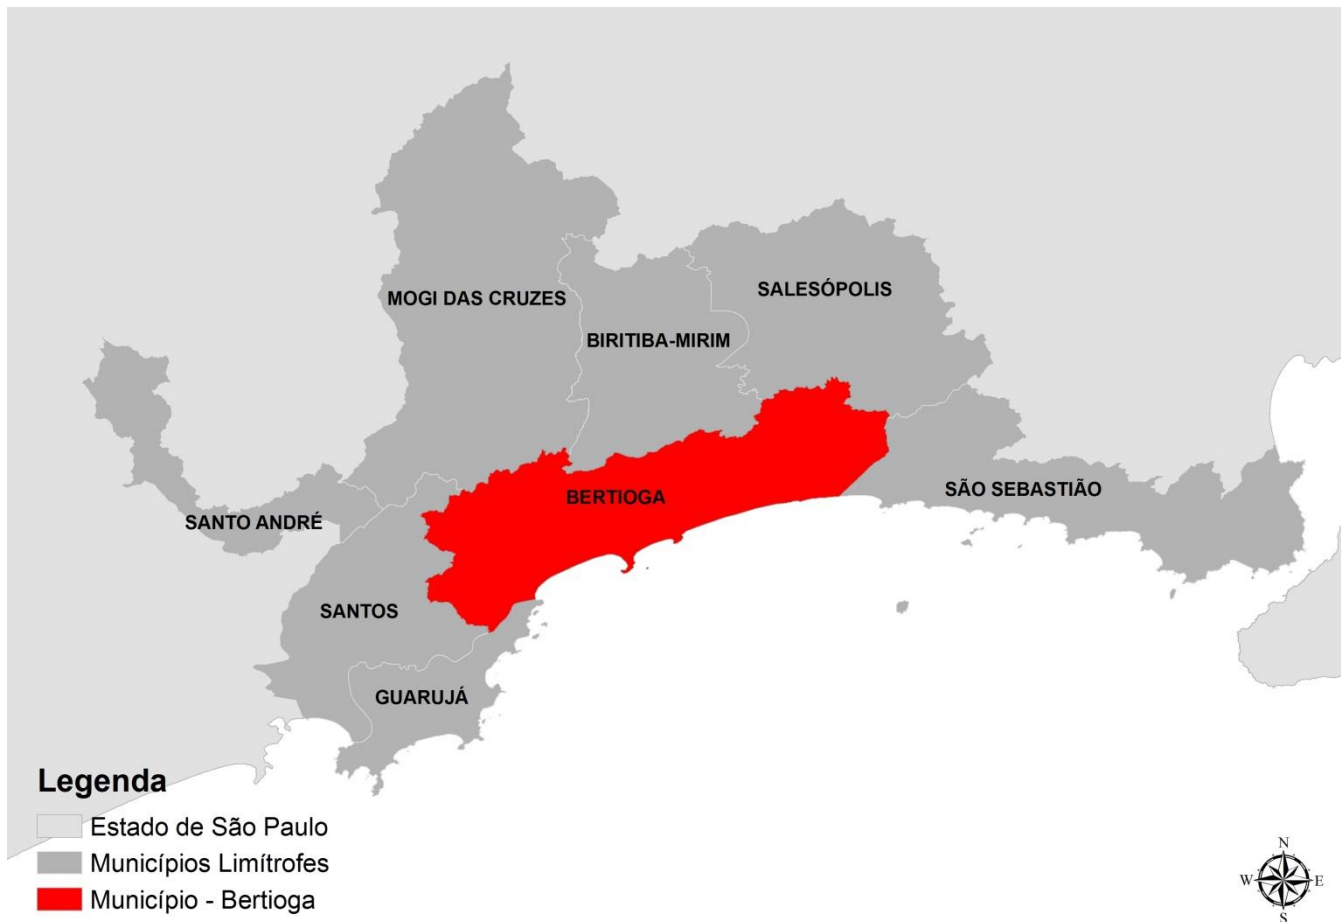 SALESÓPOLIS
MOGI DAS CRUZES
BIRITIBA-MIRIM
SÃO SEBASTIÃO
BERTIOGA
SANTO ANDRÉ
SANTOS
GUARUJÁ
Legenda
Estado de São Paulo
Municípios Limítrofes
Município - Bertioga
N
W E
S